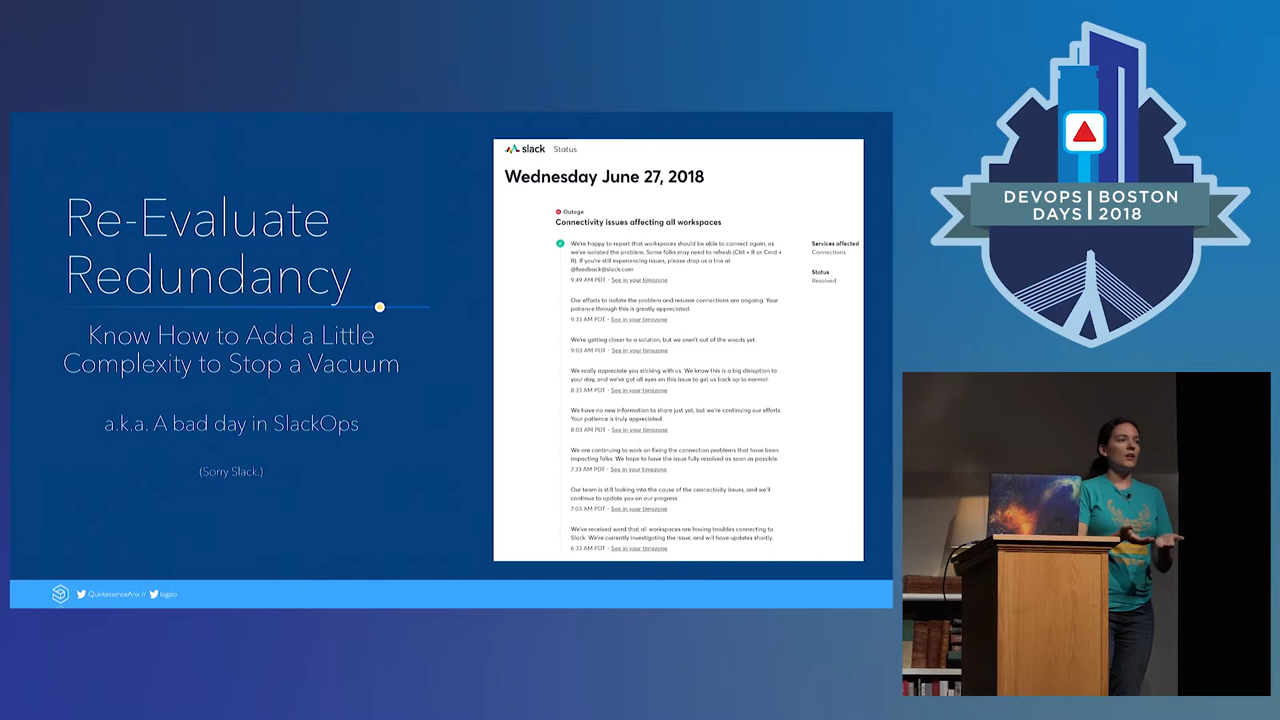 Re-Evaluate
Redundancy
Know How to Add a Little
Complexity to Stop a Vacuum
a.k.a. A bad day in SlackOps.
(Sorry Slack.)
QuintessenceAnx // logzio
slack Status
Wednesday June 27, 2018
Outage
Connectivity issues affecting all workspaces
We're happy to report that workspaces should be able to connect again, as
we've isolated the problem. Some folks may need to refresh (Ctrl + R or Cmd +
R). If you're still experiencing issues, please drop us a line at
@feedback@slack.com
9:49 AM PDT · See in your timezone
Our efforts to isolate the problem and resume connections are ongoing. Your
patience through this is greatly appreciated.
9:33 AM PDT · See in your timezone
We're getting closer to a solution, but we aren't out of the woods yet.
9:03 AM PDT · See in your timezone
We really appreciate you sticking with us. We know this is a big disruption to
your day, and we've got all eyes on this issue to get us back up to normal.
8:33 AM PDT · See in your timezone
We have no new information to share just yet, but we're continuing our efforts.
Your patience is truly appreciated.
8:03 AM PDT · See in your timezone
We are continuing to work on fixing the connection problems that have been
impacting folks. We hope to have the issue fully resolved as soon as possible.
7:33 AM PDT · See in your timezone
Our team is still looking into the cause of the connectivity issues, and we'll
continue to update you on our progress.
7:03 AM PDT · See in your timezone
We've received word that all workspaces are having troubles connecting to
Slack. We're currently investigating the issue, and will have updates shortly.
6:33 AM PDT · See in your timezone
Services affected
Connections
Status
Resolved
DEVOPS BOSTON
DAYS 2018